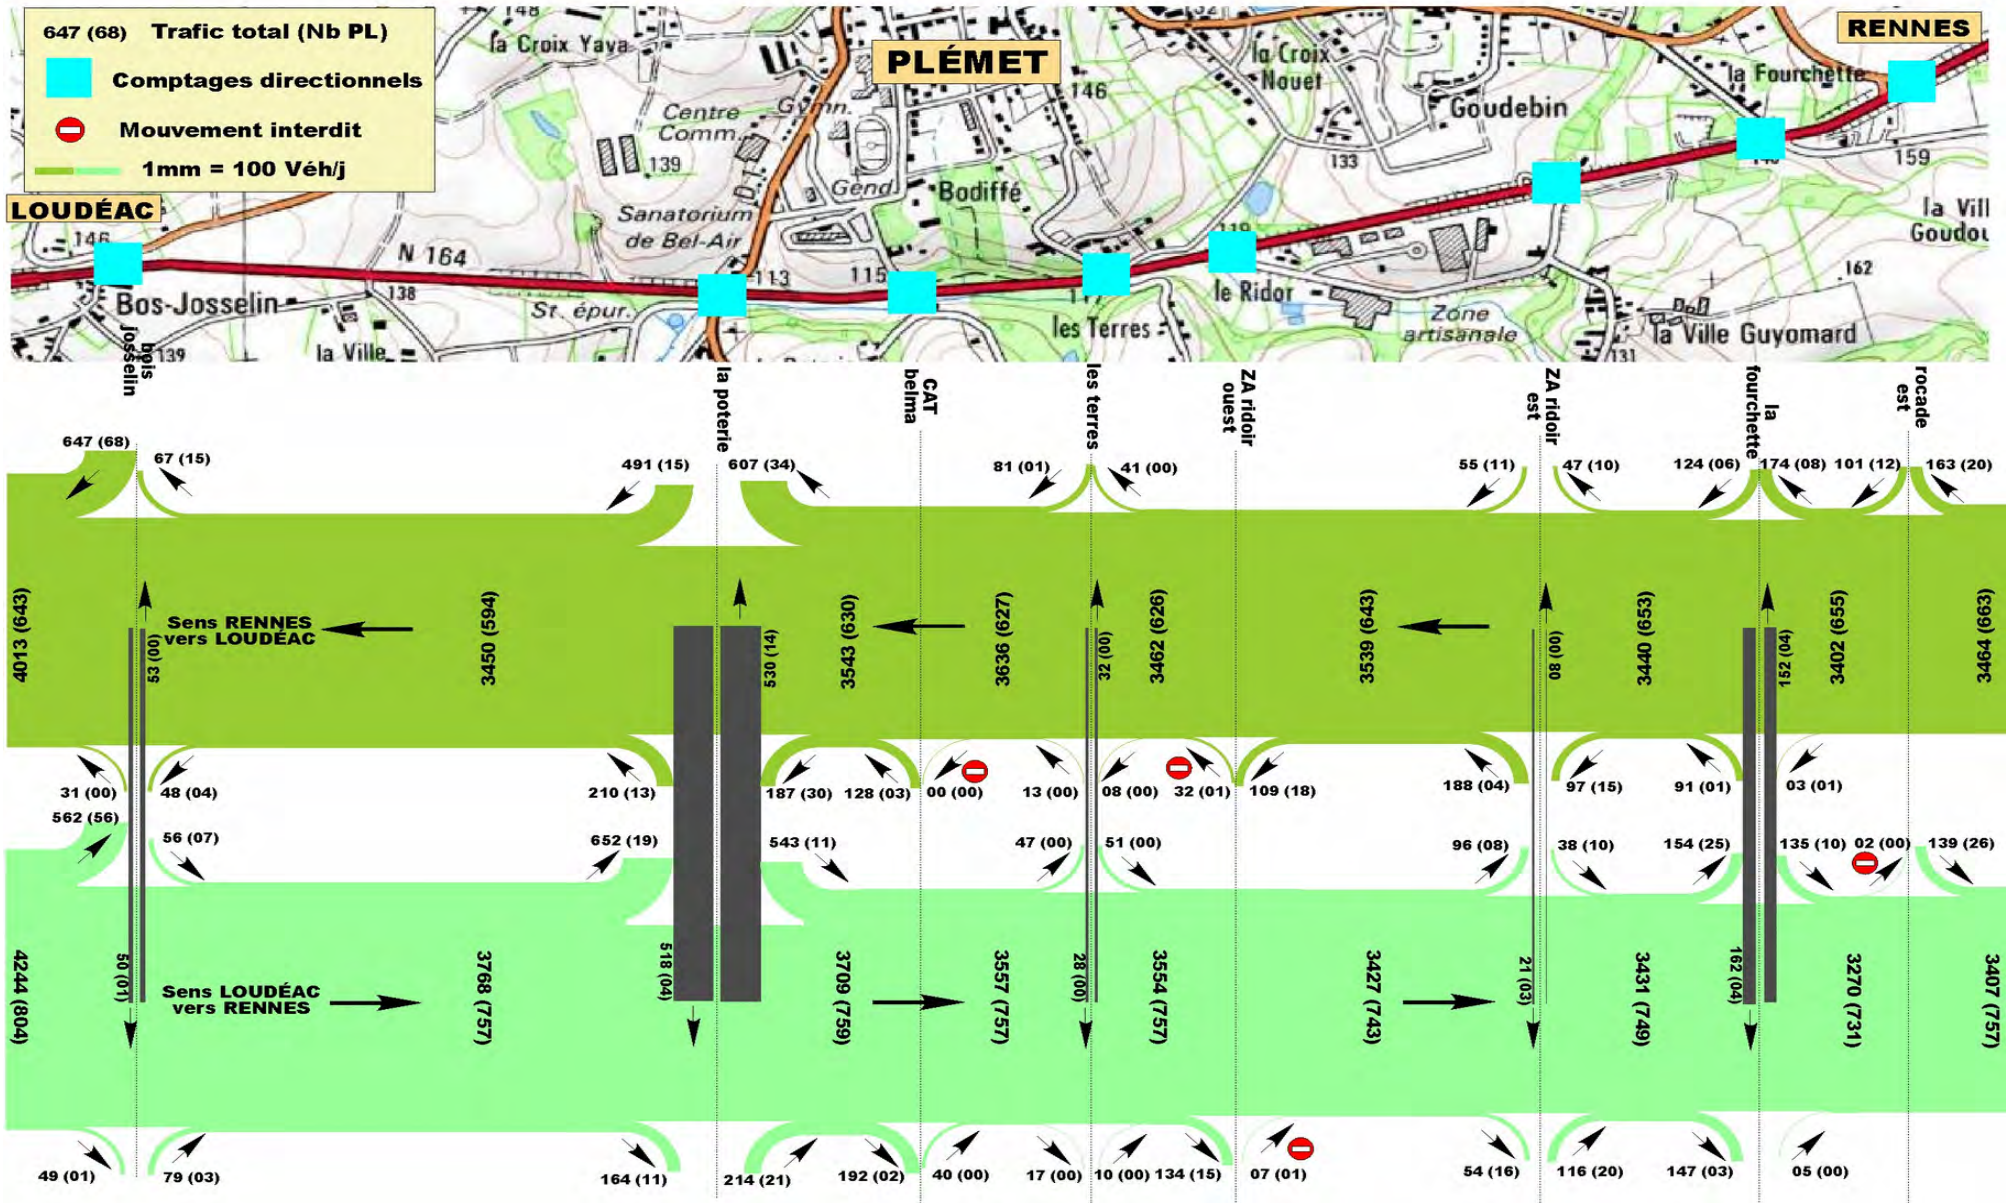 647 (68) Trafic total (Nb PL)
Comptages directionnels
Mouvement interdit
1mm = 100 Véh/j
148
la Croix Yava
PLÉMET
la Croix
Nouet
RENNES
la Fourchette
146
Goudebin
Centre
Comm.
Gymn.
139
133
159
D.1
Gend.
Bodiffé
LOUDÉAC
146
Sanatorium
de Bel-Air
119
la Vill
Goudou
N 164
113
115
162
138
Bos-Josselin
St. épur.
le Ridor
Zone
artisanale
les Terres
la Ville Guyomard
139
la Ville
131
bois
josselin
la poterie
CAT
belma
les terres
ZA ridoir
ouest
ZA ridoir
est
la
fourchette
rocade
est
647 (68)
67 (15)
491 (15)
607 (34)
81 (01)
41 (00)
55 (11)
47 (10)
124 (06)
174 (08)
101 (12)
163 (20)
4013 (643)
53 (00)
Sens RENNES
vers LOUDÉAC
3450 (594)
530 (14)
3543 (630)
3636 (627)
32 (00)
3462 (626)
3539 (643)
08 (00)
3440 (653)
152 (04)
3402 (655)
3464 (663)
31 (00)
48 (04)
210 (13)
187 (30)
128 (03)
00 (00)
13 (00)
08 (00)
32 (01)
109 (18)
188 (04)
97 (15)
91 (01)
03 (01)
562 (56)
56 (07)
652 (19)
543 (11)
47 (00)
51 (00)
96 (08)
38 (10)
154 (25)
135 (10)
02 (00)
139 (26)
4244 (804)
50 (01)
Sens LOUDÉAC
vers RENNES
3768 (757)
518 (04)
3709 (759)
3557 (757)
28 (00)
3554 (757)
3427 (743)
21 (03)
3431 (749)
162 (04)
3270 (731)
3407 (757)
49 (01)
79 (03)
164 (11)
214 (21)
192 (02)
40 (00)
17 (00)
10 (00)
134 (15)
07 (01)
54 (16)
116 (20)
147 (03)
05 (00)